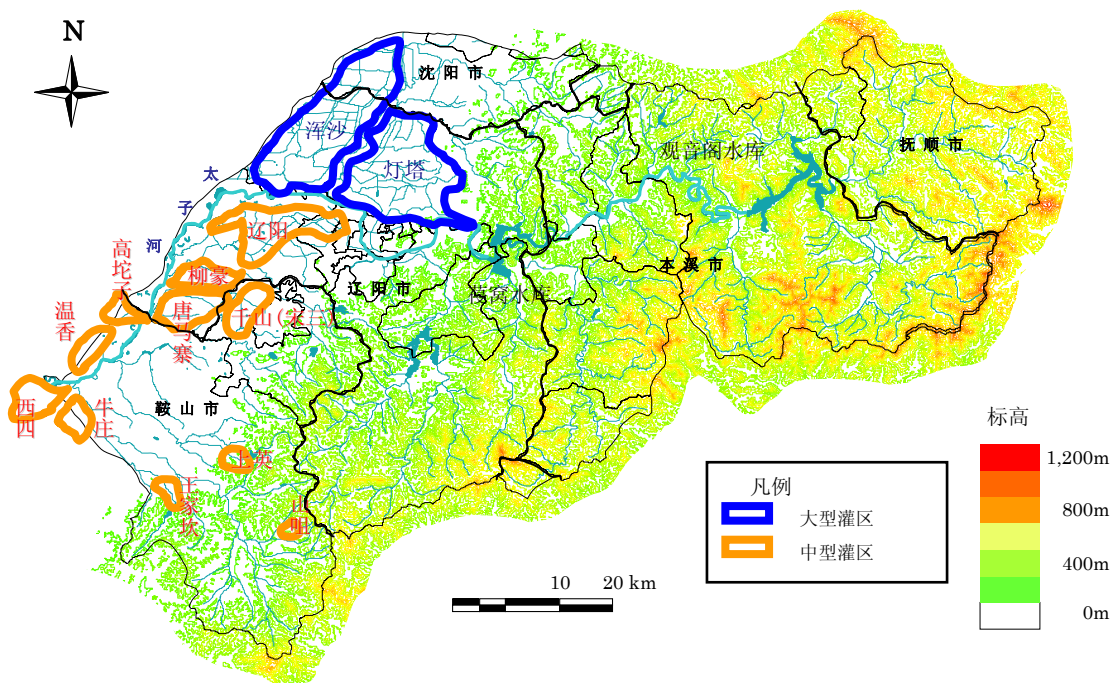 N
沈阳市
浑沙
灯塔
观音阁水库
抚顺市
太
子
河
辽阳
高坨子
柳壕
辽阳市
葠窝水库
本溪市
温香
唐马寨
千山(宋三)
鞍山市
西四
牛庄
上英
王家坎
山咀
凡例
大型灌区
中型灌区
10
20 km
标高
1,200m
800m
400m
0m